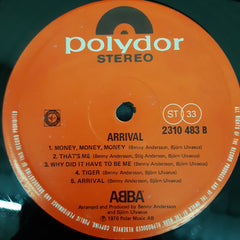 polydor
STEREO
ARRIVAL
ST 33
2310 483 B
1. MONEY, MONEY, MONEY (Benny Andersson, Björn Ulvaeus)
2. THAT'S ME (Benny Andersson, Stig Anderson, Björn Ulvaeus)
3. WHY DID IT HAVE TO BE ME (Benny Andersson, Björn Ulvaeus)
4. TIGER (Benny Andersson, Björn Ulvaeus)
5. ARRIVAL (Benny Andersson, Björn Ulvaeus)
ABBA
Arranged and Produced by Benny Andersson
and Björn Ulvaeus
℗ 1976 Polar Music AB